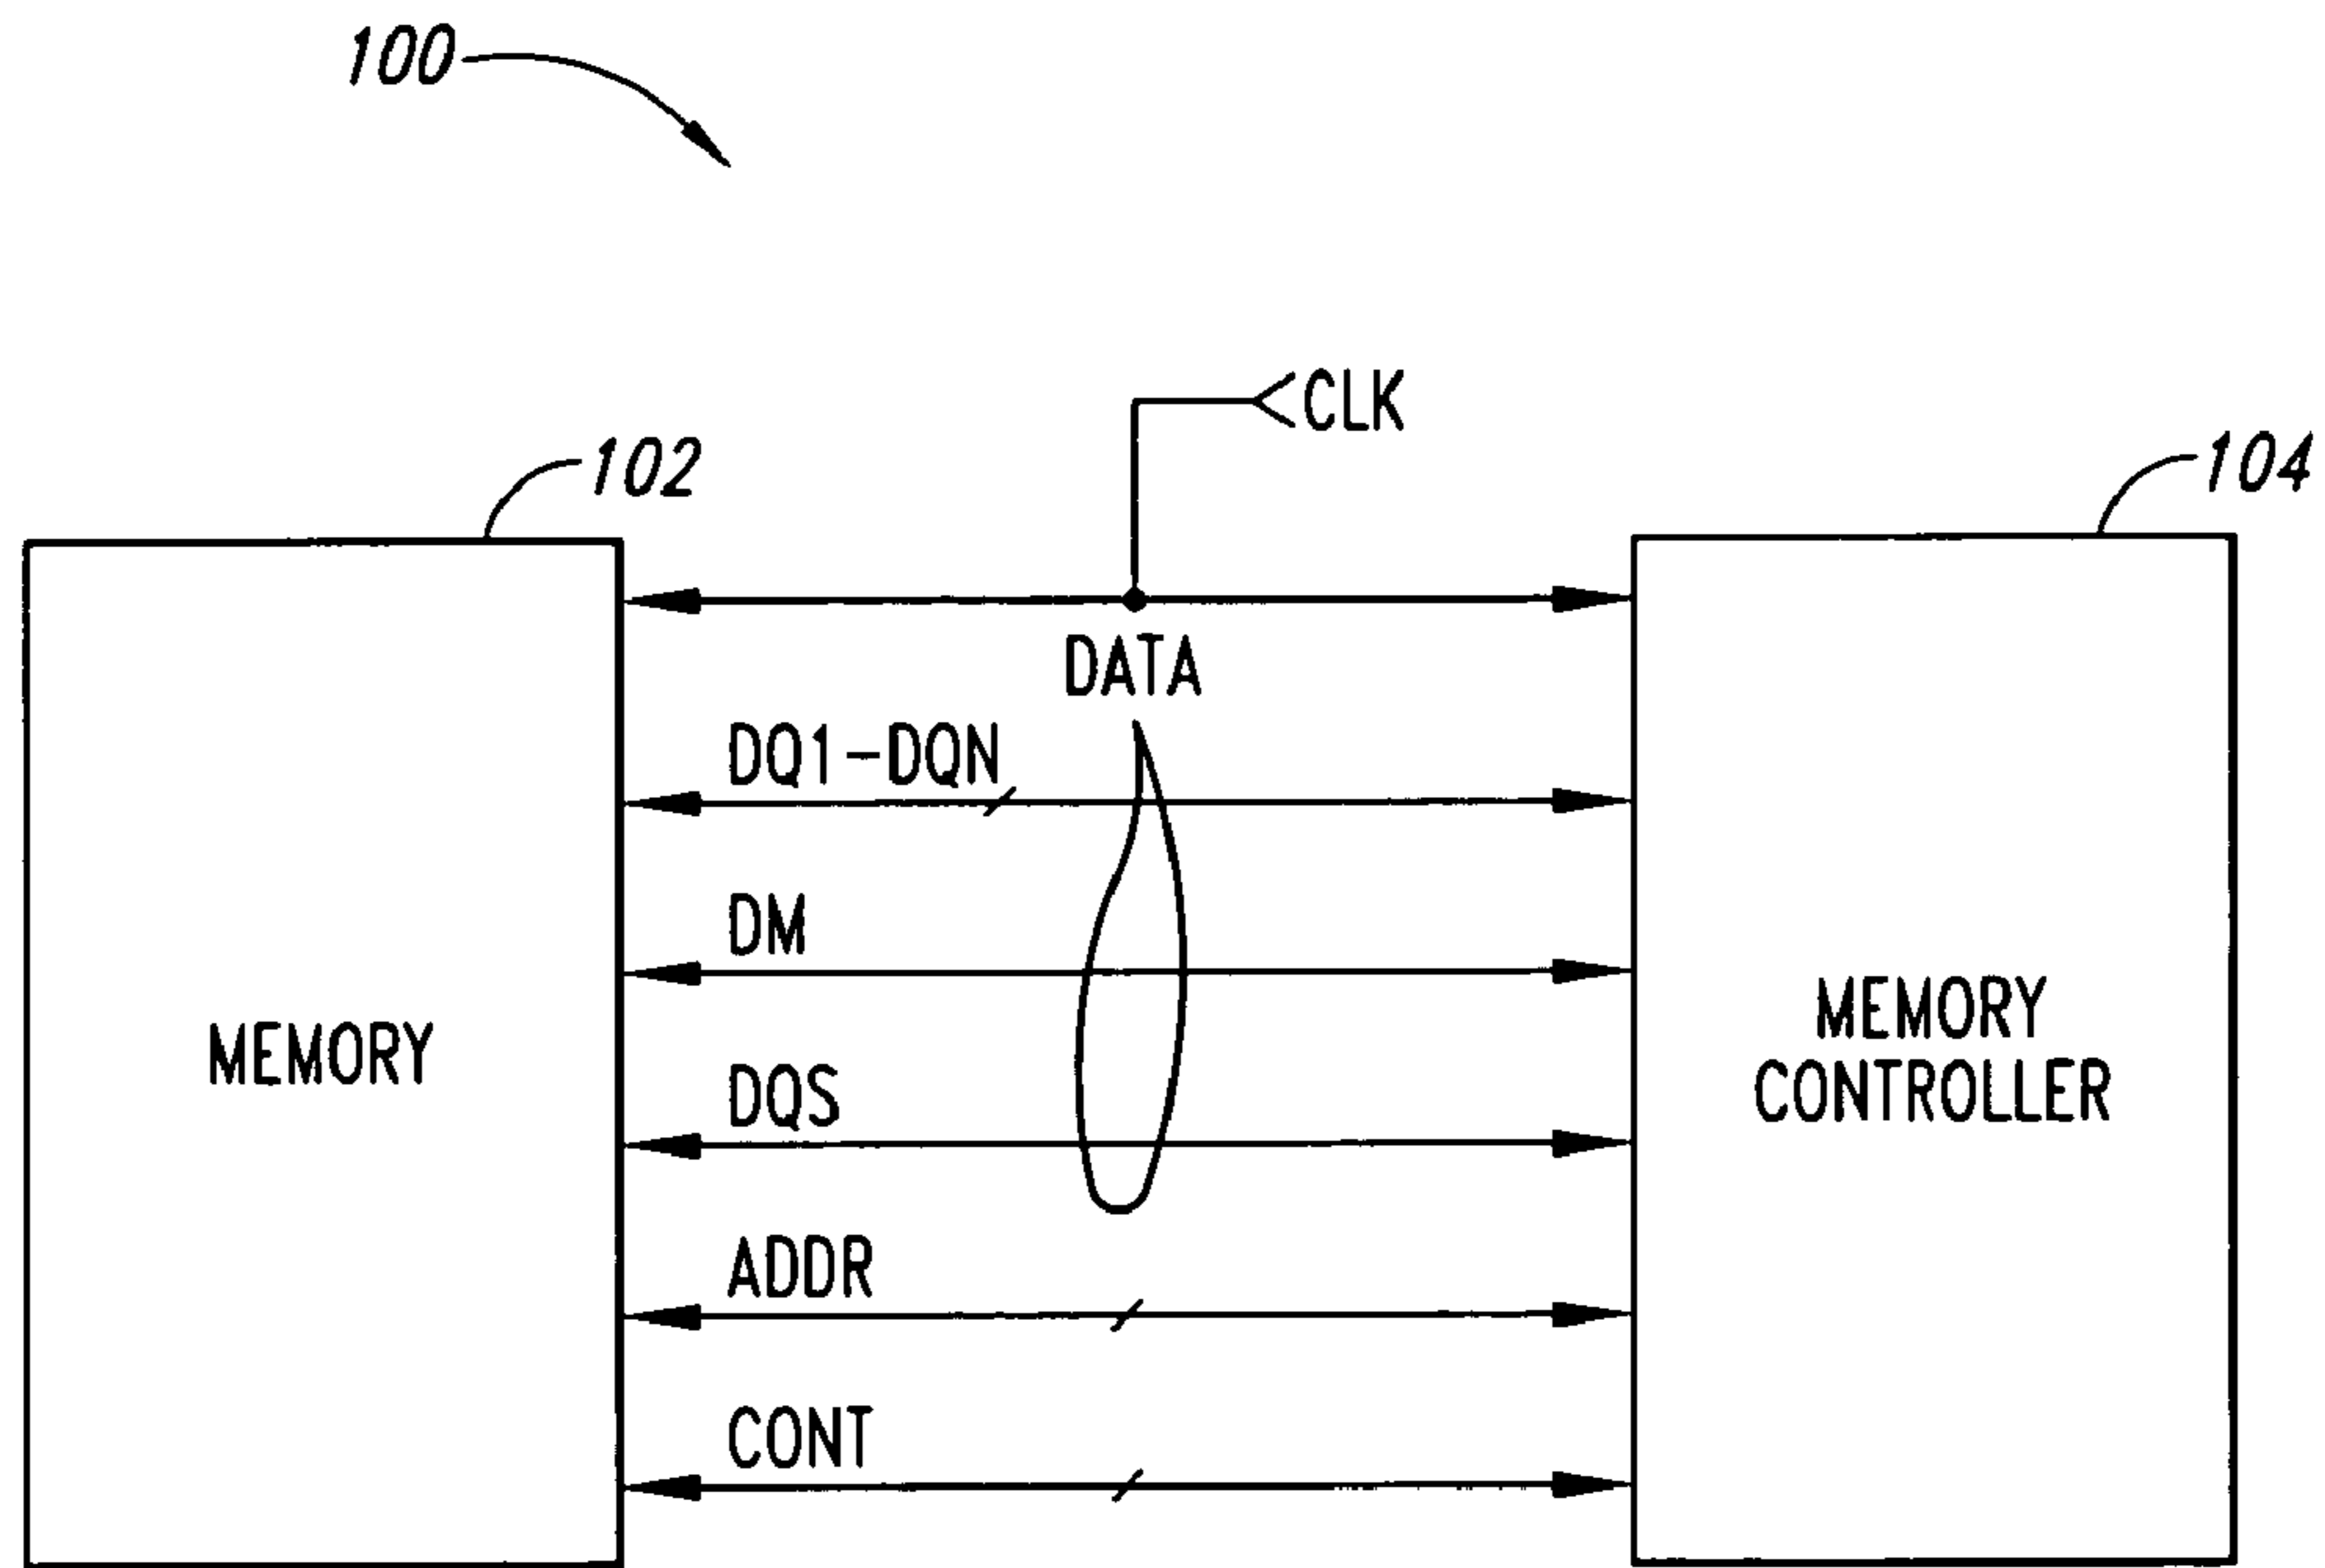 100
CLK
102
104
DATA
DQ1-DQN
DM
MEMORY
MEMORY
CONTROLLER
DQS
ADDR
CONT